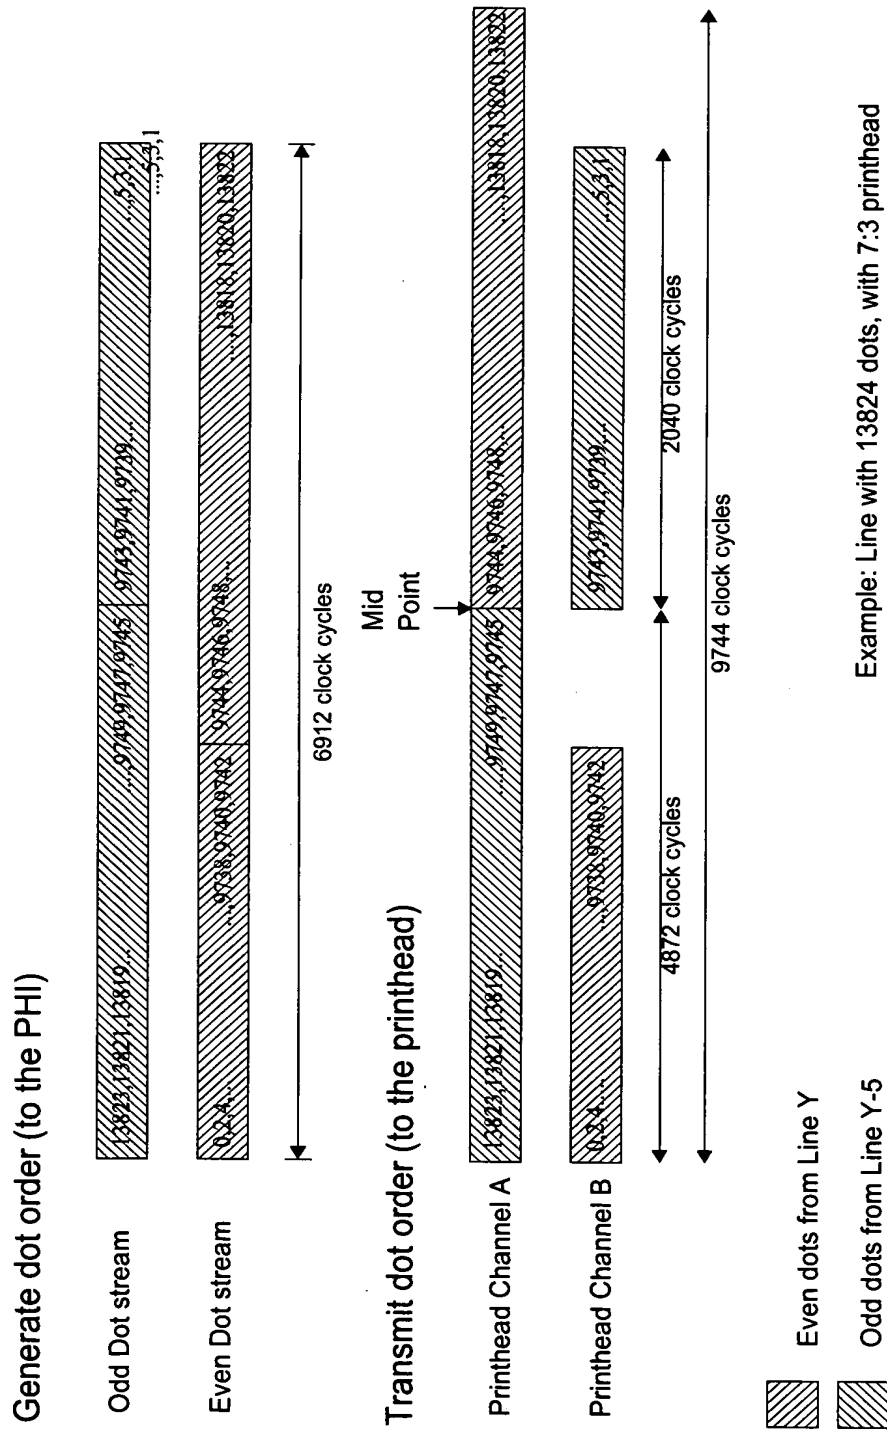 Generate dot order (to the PHI)
Odd Dot stream
13823,13821,13819...
...,9749,9747,9745
9743,9741,9739....
...,5,3,1
...,5,3,1
Even Dot stream
0,2,4,...
...,9738,9740,9742
9744,9746,9748,...
...,13818,13820,13822
6912 clock cycles
Transmit dot order (to the printhead)
Mid
Point
Printhead Channel A
13823,13821,13819...
...,9749,9747,9745
9744,9746,9748,...
...,13818,13820,13822
Printhead Channel B
0,2,4....
...,9738,9740,9742
9743,9741,9739....
...,5,3,1
4872 clock cycles
2040 clock cycles
9744 clock cycles
Even dots from Line Y
Odd dots from Line Y-5
Example: Line with 13824 dots, with 7:3 printhead